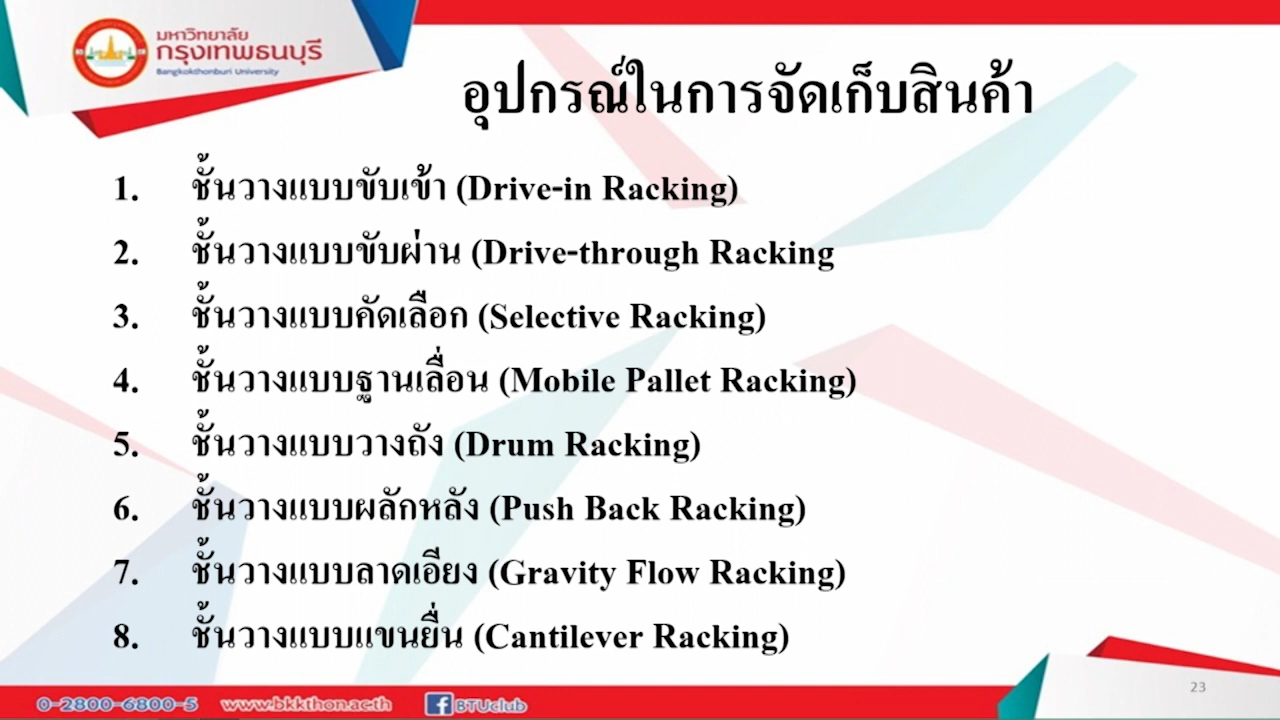 มหาวิทยาลัย
กรุงเทพธนบุรี
Bangkokthonburi University
อุปกรณ์ในการจัดเก็บสินค้า
1. ชั้นวางแบบขับเข้า (Drive-in Racking)
2. ชั้นวางแบบขับผ่าน (Drive-through Racking
3. ชั้นวางแบบคัดเลือก (Selective Racking)
4. ชั้นวางแบบฐานเลื่อน (Mobile Pallet Racking)
5. ชั้นวางแบบวางถัง (Drum Racking)
6. ชั้นวางแบบผลักหลัง (Push Back Racking)
7. ชั้นวางแบบลาดเอียง (Gravity Flow Racking)
8. ชั้นวางแบบแขนยื่น (Cantilever Racking)
0-2800-6800-5 www.bkkthon.ac.th f BTUclub
23